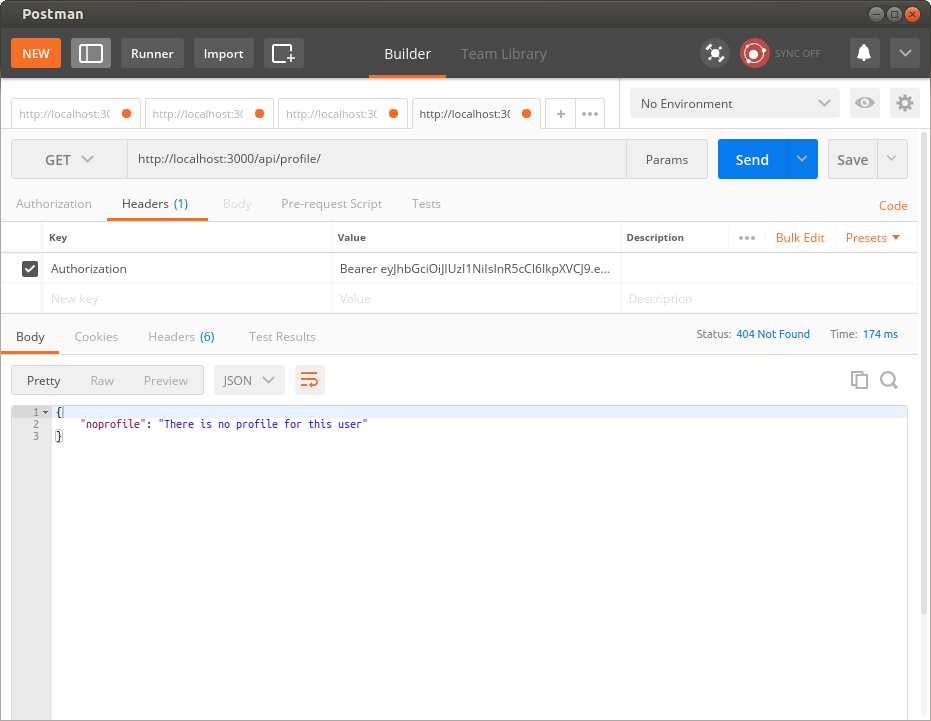 Postman
NEW Runner Import Builder Team Library SYNC OFF
http://localhost:30 http://localhost:30 http://localhost:30 http://localhost:30 + ••• No Environment
GET http://localhost:3000/api/profile/ Params Send Save
Authorization Headers (1) Body Pre-request Script Tests Code
Key Value Description ••• Bulk Edit Presets
Authorization Bearer eyJhbGciOiJIUzI1NiIsInR5cCI6IkpXVCJ9.e...
New key Value Description
Body Cookies Headers (6) Test Results Status: 404 Not Found Time: 174 ms
Pretty Raw Preview JSON
1 {
2 "noprofile": "There is no profile for this user"
3 }